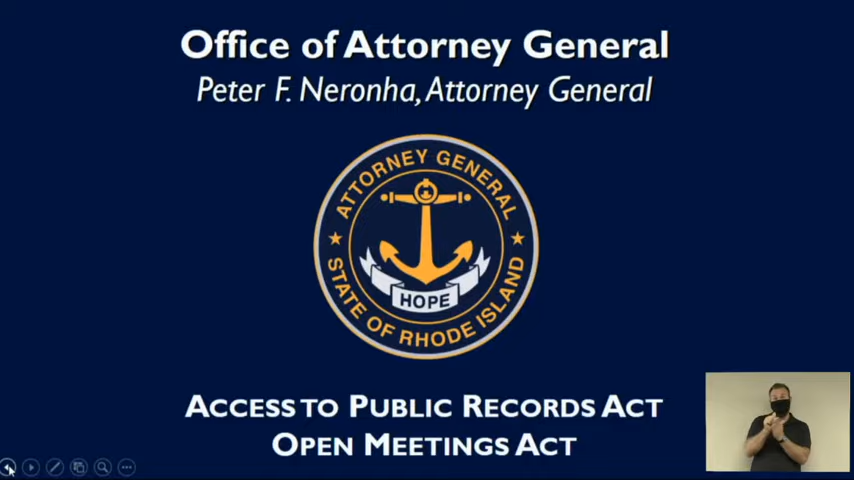 Office of Attorney General
Peter F. Neronha, Attorney General
ATTORNEY GENERAL
HOPE
STATE OF RHODE ISLAND
ACCESS TO PUBLIC RECORDS ACT
OPEN MEETINGS ACT